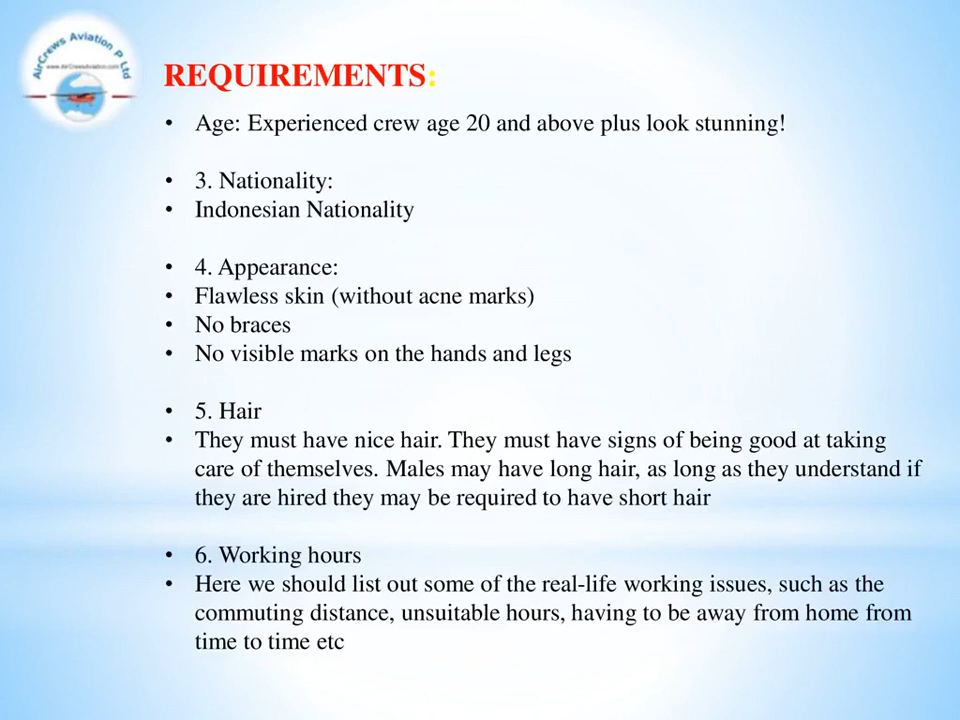 AirCrews Aviation P Ltd
www.AirCrewsAviation.com
REQUIREMENTS:
• Age: Experienced crew age 20 and above plus look stunning!
• 3. Nationality:
• Indonesian Nationality
• 4. Appearance:
• Flawless skin (without acne marks)
• No braces
• No visible marks on the hands and legs
• 5. Hair
• They must have nice hair. They must have signs of being good at taking
care of themselves. Males may have long hair, as long as they understand if
they are hired they may be required to have short hair
• 6. Working hours
• Here we should list out some of the real-life working issues, such as the
commuting distance, unsuitable hours, having to be away from home from
time to time etc